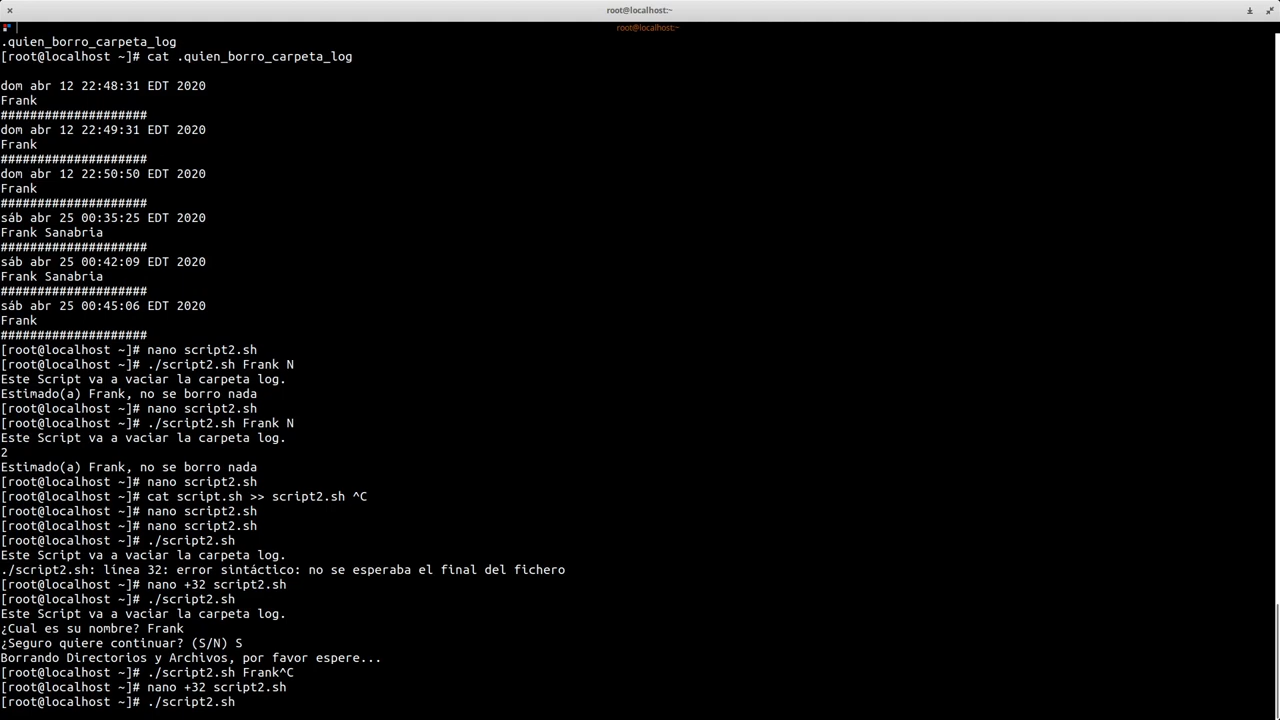 root@localhost:~
root@localhost:~
.quien_borro_carpeta_log
[root@localhost ~]# cat .quien_borro_carpeta_log
dom abr 12 22:48:31 EDT 2020
Frank
####################
dom abr 12 22:49:31 EDT 2020
Frank
####################
dom abr 12 22:50:50 EDT 2020
Frank
####################
sáb abr 25 00:35:25 EDT 2020
Frank Sanabria
####################
sáb abr 25 00:42:09 EDT 2020
Frank Sanabria
####################
sáb abr 25 00:45:06 EDT 2020
Frank
####################
[root@localhost ~]# nano script2.sh
[root@localhost ~]# ./script2.sh Frank N
Este Script va a vaciar la carpeta log.
Estimado(a) Frank, no se borro nada
[root@localhost ~]# nano script2.sh
[root@localhost ~]# ./script2.sh Frank N
Este Script va a vaciar la carpeta log.
2
Estimado(a) Frank, no se borro nada
[root@localhost ~]# nano script2.sh
[root@localhost ~]# cat script.sh >> script2.sh ^C
[root@localhost ~]# nano script2.sh
[root@localhost ~]# nano script2.sh
[root@localhost ~]# ./script2.sh
Este Script va a vaciar la carpeta log.
./script2.sh: línea 32: error sintáctico: no se esperaba el final del fichero
[root@localhost ~]# nano +32 script2.sh
[root@localhost ~]# ./script2.sh
Este Script va a vaciar la carpeta log.
¿Cual es su nombre? Frank
¿Seguro quiere continuar? (S/N) S
Borrando Directorios y Archivos, por favor espere...
[root@localhost ~]# ./script2.sh Frank^C
[root@localhost ~]# nano +32 script2.sh
[root@localhost ~]# ./script2.sh